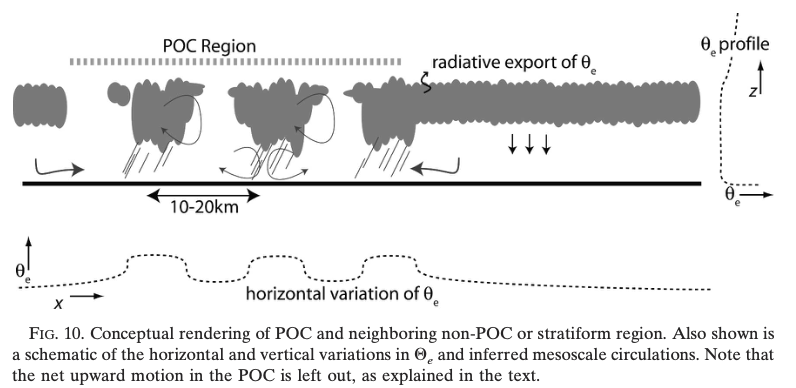 POC Region
radiative export of θe
θe profile
z
θe
10-20km
θe
x
horizontal variation of θe
FIG. 10. Conceptual rendering of POC and neighboring non-POC or stratiform region. Also shown is
a schematic of the horizontal and vertical variations in Θe and inferred mesoscale circulations. Note that
the net upward motion in the POC is left out, as explained in the text.